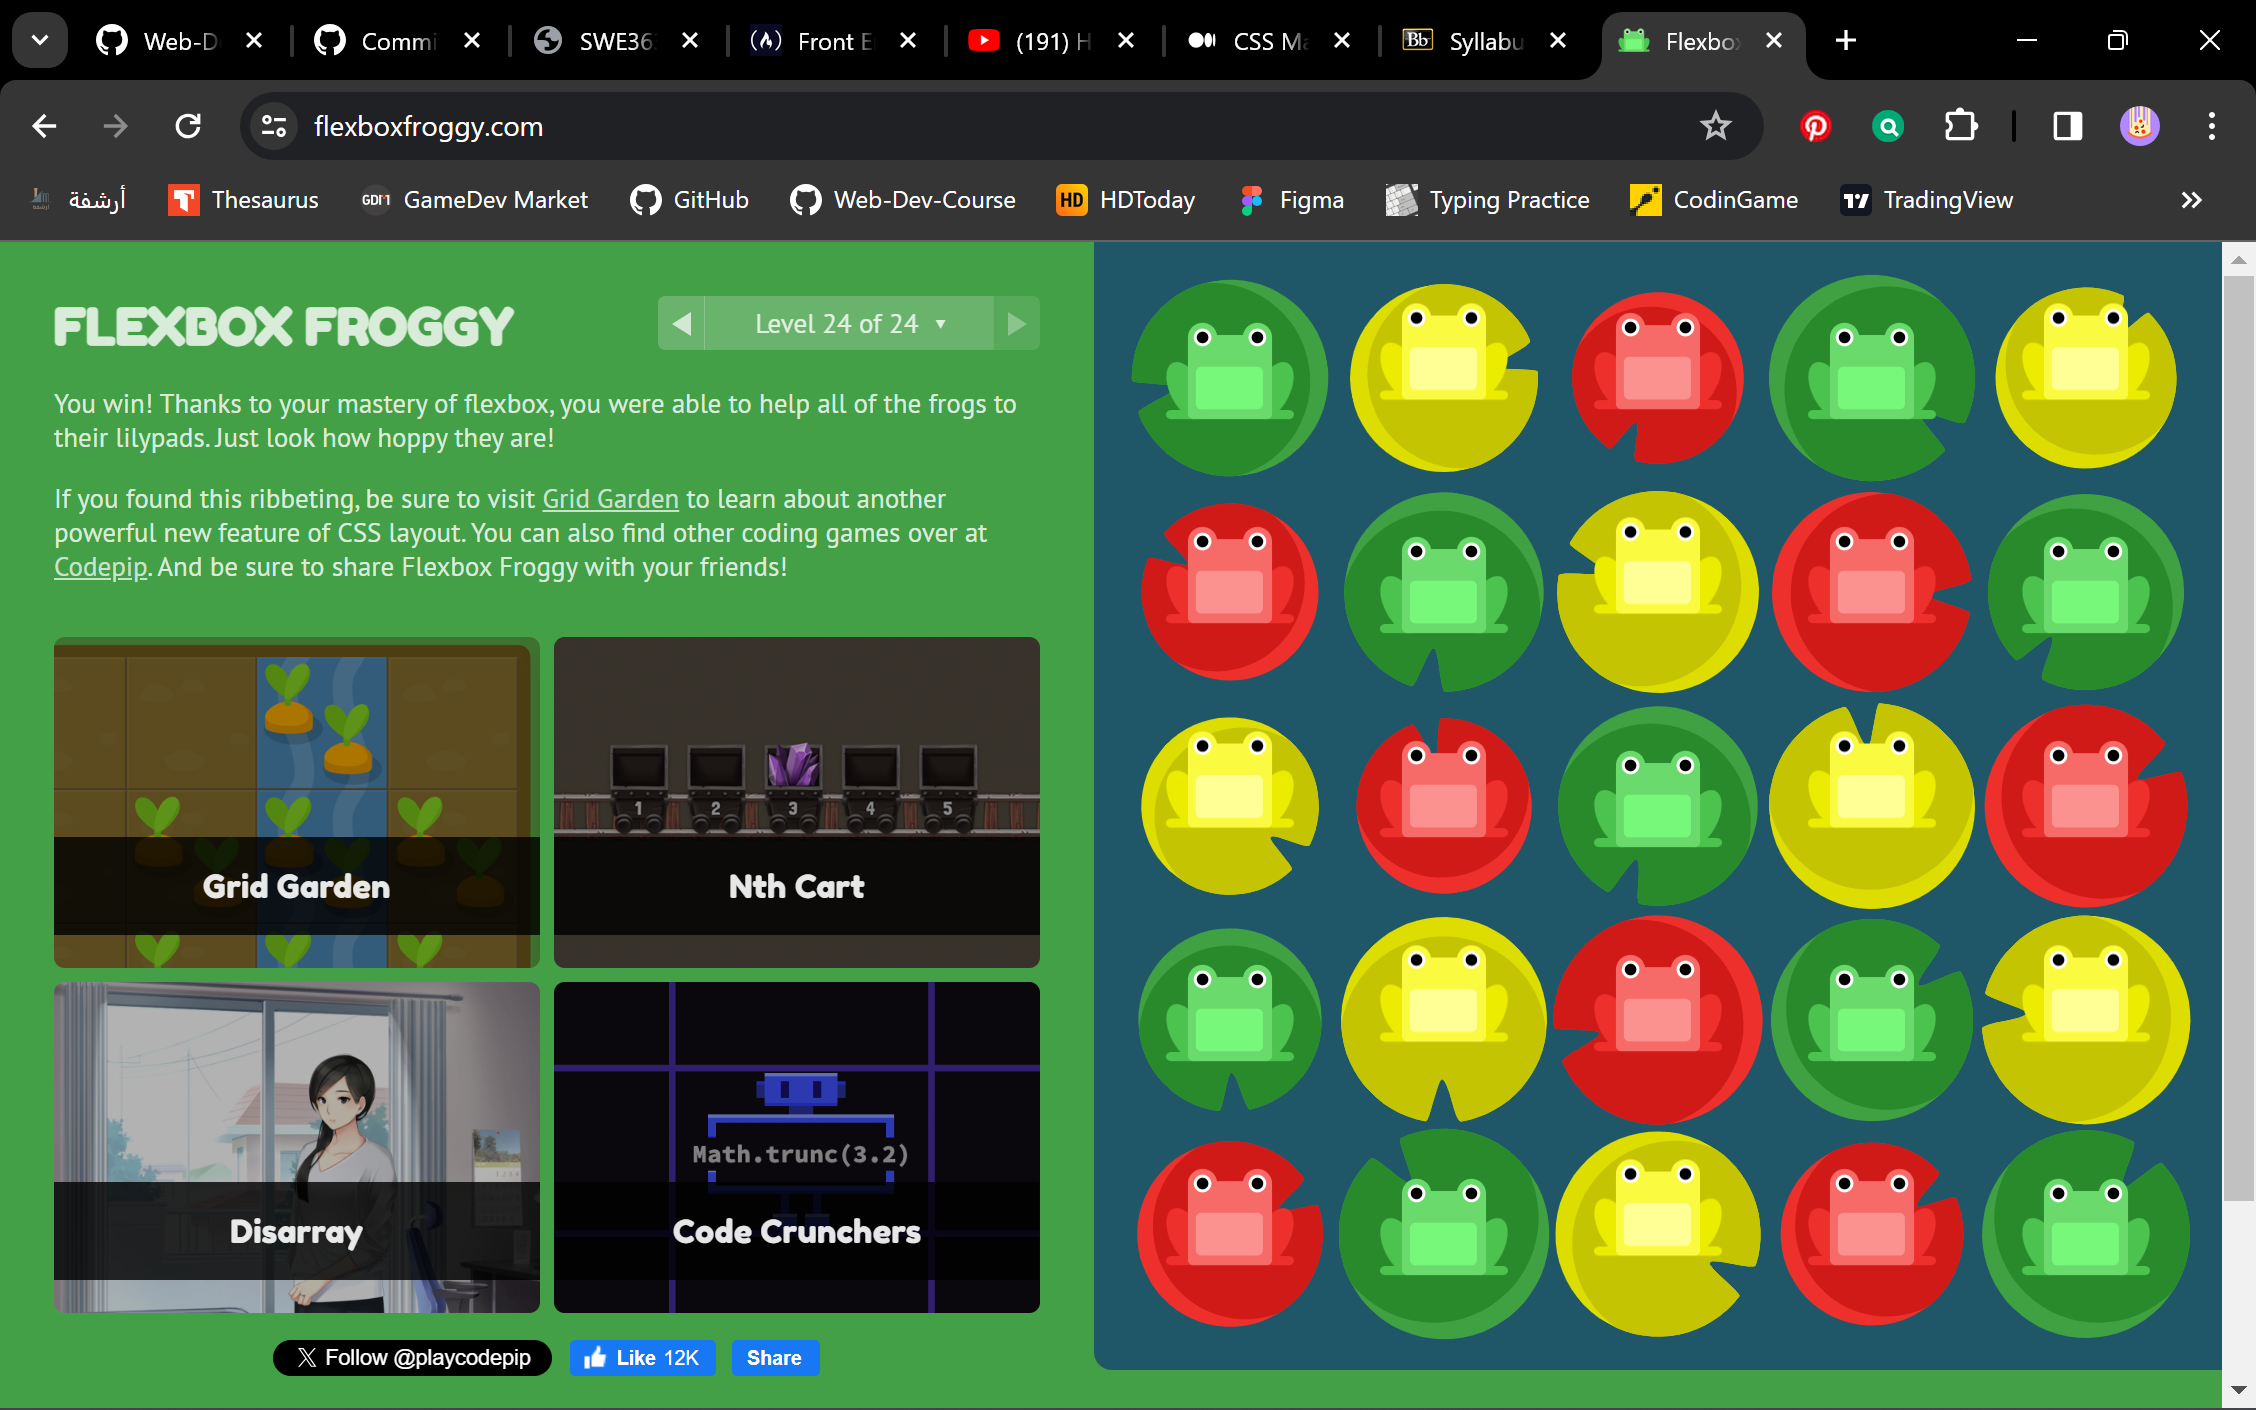 Web-D
Commi
SWE36
Front E
(191) H
CSS Ma
Syllabu
Flexbo
flexboxfroggy.com
أرشفة
Thesaurus
GDM GameDev Market
GitHub
Web-Dev-Course
HD HDToday
Figma
Typing Practice
CodinGame
TradingView
FLEXBOX FROGGY
Level 24 of 24
You win! Thanks to your mastery of flexbox, you were able to help all of the frogs to
their lilypads. Just look how hoppy they are!
If you found this ribbeting, be sure to visit Grid Garden to learn about another
powerful new feature of CSS layout. You can also find other coding games over at
Codepip. And be sure to share Flexbox Froggy with your friends!
1 2 3 4 5
Grid Garden
Nth Cart
Math.trunc(3.2)
Disarray
Code Crunchers
Follow @playcodepip
Like 12K
Share